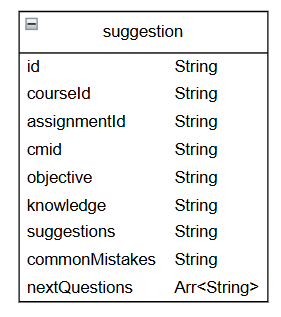 suggestion
id String
courseId String
assignmentId String
cmid String
objective String
knowledge String
suggestions String
commonMistakes String
nextQuestions Arr<String>